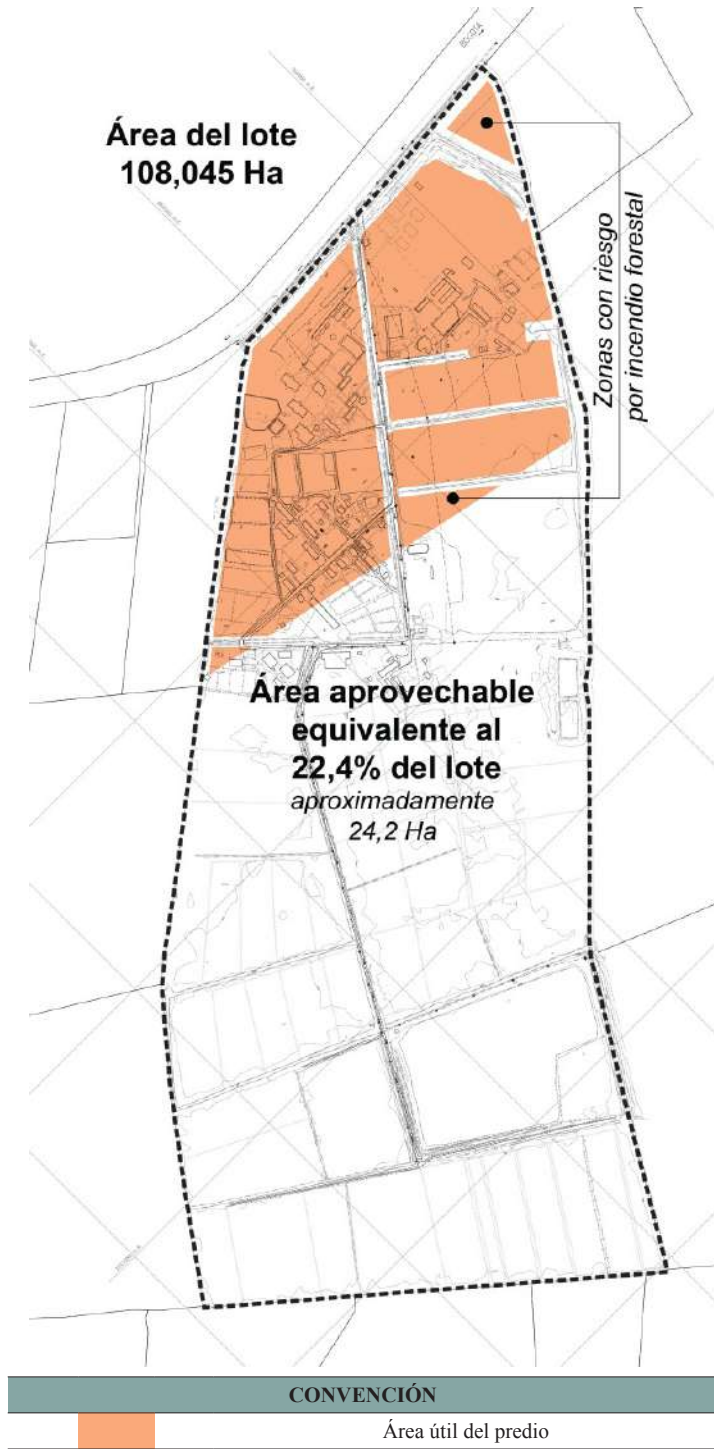 BOGOTA
Área del lote
108,045 Ha
Zonas con riesgo
por incendio forestal
Área aprovechable
equivalente al
22,4% del lote
aproximadamente
24,2 Ha
CONVENCIÓN
Área útil del predio